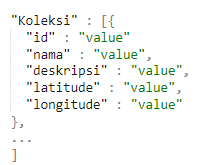 "Koleksi" : [{
"id" : "value"
"nama" : "value",
"deskripsi" : "value",
"latitude" : "value",
"longitude" : "value"
},
...
]